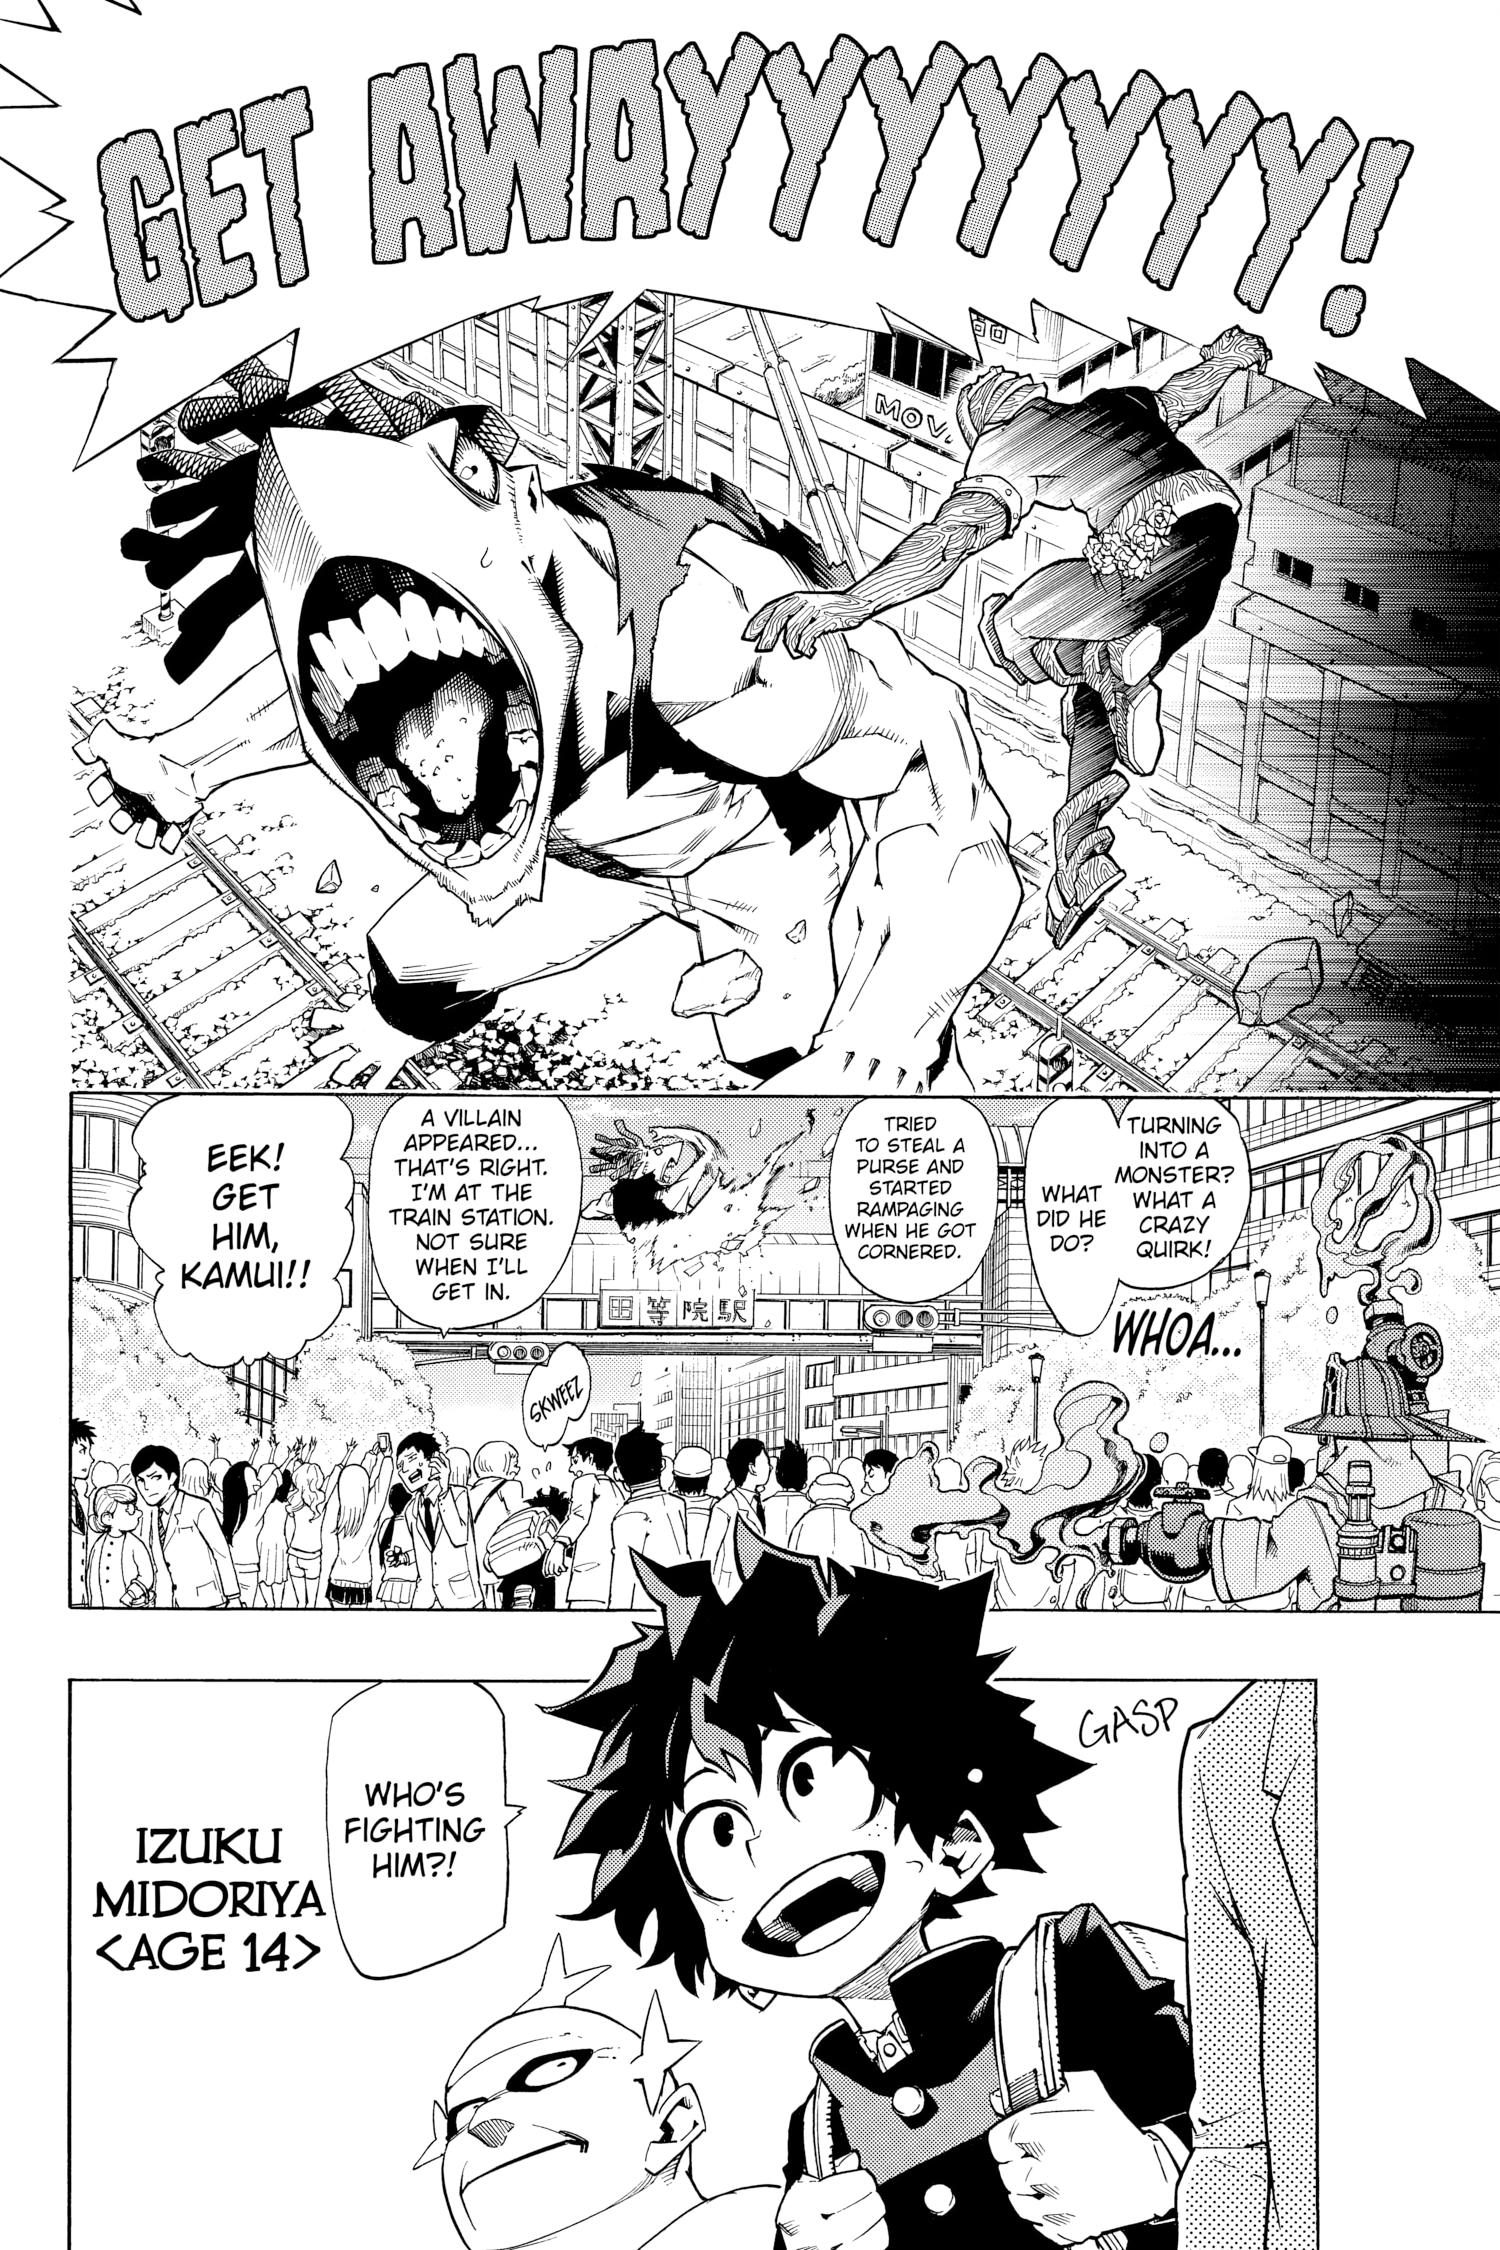 GET AWAYYYYYYYY!
MOV.
TURNING
INTO A
MONSTER?
WHAT A
CRAZY
QUIRK!
WHAT
DID HE
DO?
TRIED
TO STEAL A
PURSE AND
STARTED
RAMPAGING
WHEN HE GOT
CORNERED.
A VILLAIN
APPEARED...
THAT'S RIGHT.
I'M AT THE
TRAIN STATION.
NOT SURE
WHEN I'LL
GET IN.
EEK!
GET
HIM,
KAMUI!!
WHOA...
田等院駅
SKWEEZ
GASP
WHO'S
FIGHTING
HIM?!
IZUKU
MIDORIYA
<AGE 14>